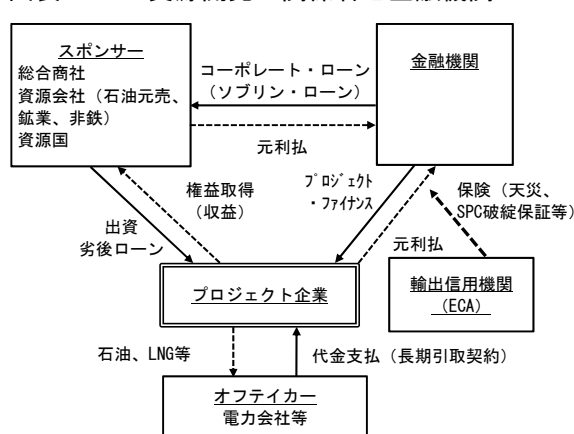 スポンサー
総合商社
資源会社（石油元売、
鉱業、非鉄）
資源国
コーポレート・ローン
（ソブリン・ローン）
元利払
金融機関
権益取得
（収益）
出資
劣後ローン
ﾌﾟﾛｼﾞｪｸﾄ
・ﾌｧｲﾅﾝｽ
保険（天災、
SPC破綻保証等）
元利払
プロジェクト企業
輸出信用機関
（ECA）
石油、LNG等
代金支払（長期引取契約）
オフテイカー
電力会社等